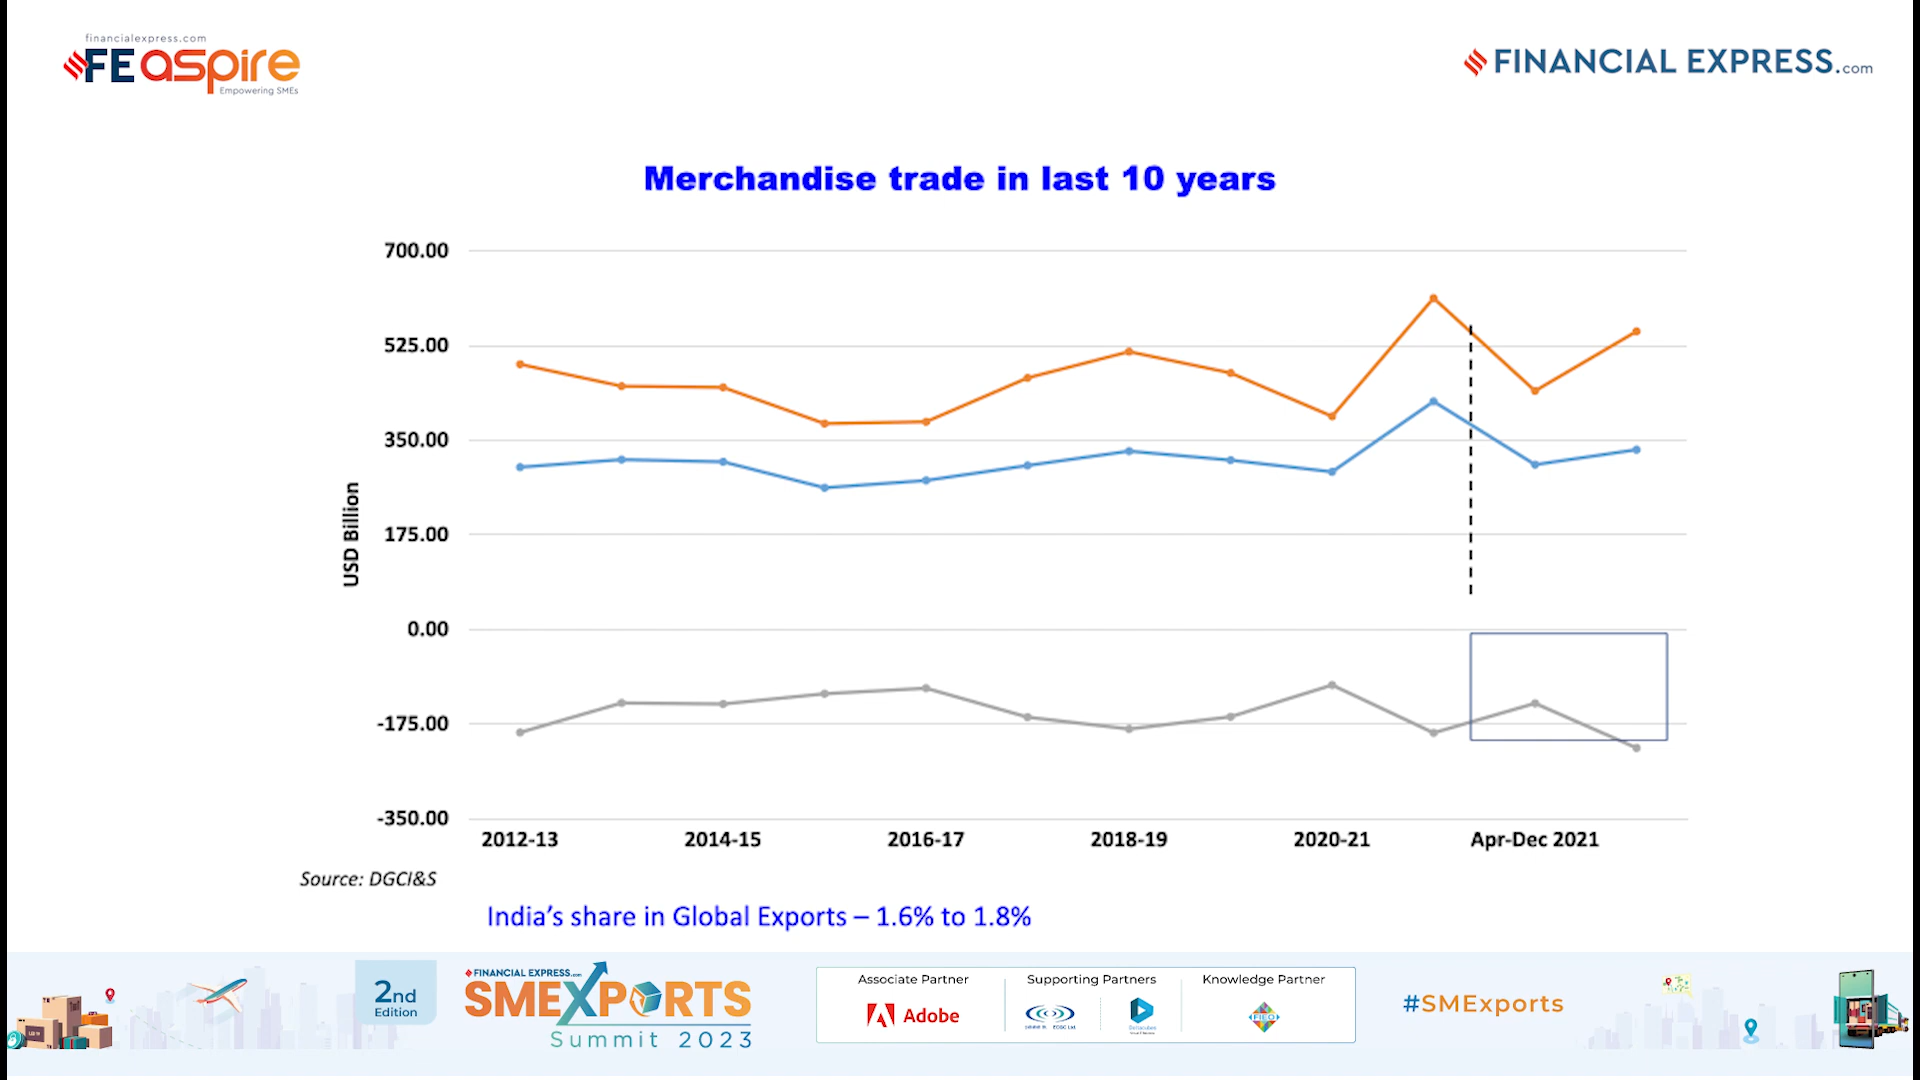 financialexpress.com
FE aspire
Empowering SMEs
FINANCIAL EXPRESS.com
Merchandise trade in last 10 years
700.00
525.00
350.00
175.00
0.00
-175.00
-350.00
USD Billion
2012-13 2014-15 2016-17 2018-19 2020-21 Apr-Dec 2021
Source: DGCI&S
India's share in Global Exports – 1.6% to 1.8%
2nd
Edition
FINANCIAL EXPRESS.com
SMEXPORTS
Summit 2023
Associate Partner
Adobe
Supporting Partners
ECGC Ltd.
Knowledge Partner
FIEO
#SMExports